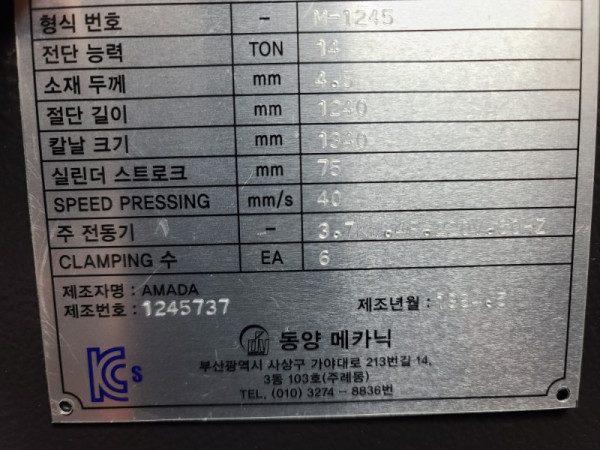 형식 번호 - M-1245
전단 능력 TON 14
소재 두께 mm 4.5
절단 길이 mm
칼날 크기 mm
실린더 스트로크 mm 75
SPEED PRESSING mm/s 40
주 전동기 -
CLAMPING 수 EA 6
제조자명 : AMADA
제조번호 : 1245737 제조년월 :
동양 메카닉
부산광역시 사상구 가야대로 213번길 14,
3동 103호(주례동)
TEL. (010) 3274 - 8836번
KCs